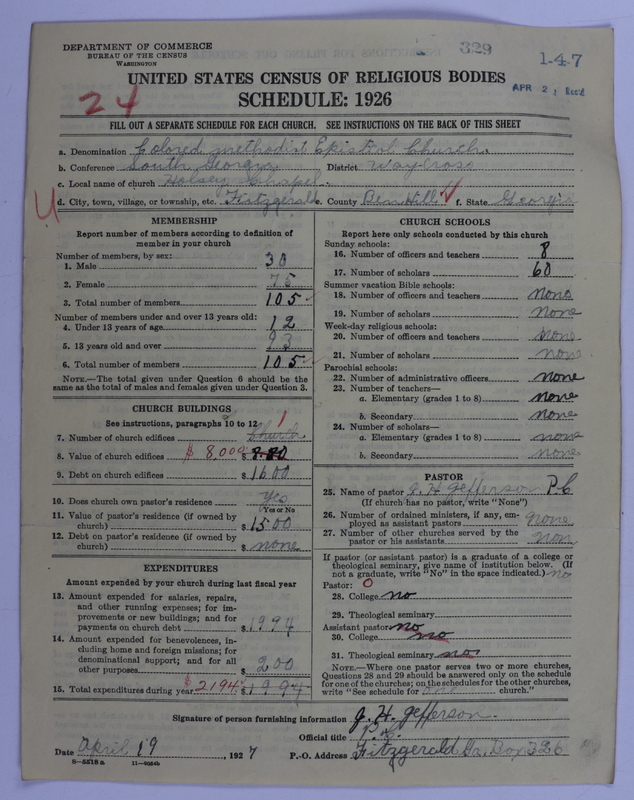 329
1-4-7
DEPARTMENT OF COMMERCE
BUREAU OF THE CENSUS
WASHINGTON
APR 21 Rec'd
UNITED STATES CENSUS OF RELIGIOUS BODIES
SCHEDULE: 1926
24
FILL OUT A SEPARATE SCHEDULE FOR EACH CHURCH. SEE INSTRUCTIONS ON THE BACK OF THIS SHEET
a. Denomination Colored methodist Episcol Church.
b. Conference South Georgia District Waycross
c. Local name of church Holsey Chapel
d. City, town, village, or township, etc. Fitzgerald e. County Ben Hill f. State Georgia
MEMBERSHIP
Report number of members according to definition of
member in your church
Number of members, by sex:
1. Male 30
2. Female 75
3. Total number of members 105
Number of members under and over 13 years old:
4. Under 13 years of age 12
5. 13 years old and over 93
6. Total number of members 105
NOTE.—The total given under Question 6 should be the
same as the total of males and females given under Question 3.
CHURCH BUILDINGS
See instructions, paragraphs 10 to 12 1
7. Number of church edifices Church
8. Value of church edifices $ 8,000 $
9. Debt on church edifices $ 1600
10. Does church own pastor's residence Yes
(Yes or No)
11. Value of pastor's residence (if owned by
church) $ 1500
12. Debt on pastor's residence (if owned by
church) $ none
EXPENDITURES
Amount expended by your church during last fiscal year
13. Amount expended for salaries, repairs,
and other running expenses; for im-
provements or new buildings; and for
payments on church debt $ 1994
14. Amount expended for benevolences, in-
cluding home and foreign missions; for
denominational support; and for all
other purposes $ 200
15. Total expenditures during year $2194 $ 1994
CHURCH SCHOOLS
Report here only schools conducted by this church
Sunday schools:
16. Number of officers and teachers 8
17. Number of scholars 60
Summer vacation Bible schools:
18. Number of officers and teachers none
19. Number of scholars none
Week-day religious schools:
20. Number of officers and teachers none
21. Number of scholars none
Parochial schools:
22. Number of administrative officers none
23. Number of teachers—
a. Elementary (grades 1 to 8) none
b. Secondary none
24. Number of scholars—
a. Elementary (grades 1 to 8) none
b. Secondary none
PASTOR
25. Name of pastor J. H. Jefferson P-C
(If church has no pastor, write "None")
26. Number of ordained ministers, if any, em-
ployed as assistant pastors none
27. Number of other churches served by the
pastor or his assistants non
If pastor (or assistant pastor) is a graduate of a college or
theological seminary, give name of institution below. (If
not a graduate, write "No" in the space indicated.) no
Pastor: 0
28. College no
29. Theological seminary
Assistant pastor: no
30. College no
31. Theological seminary no
NOTE.—Where one pastor serves two or more churches,
Questions 28 and 29 should be answered only on the schedule
for one of the churches; on the schedules for the other churches,
write "See schedule for church."
Signature of person furnishing information J. H. Jefferson.
Official title P.C.
Date April 19, 1927 P.-O. Address Fitzgerald Ga. Box 326
8-5518a 11-9054b